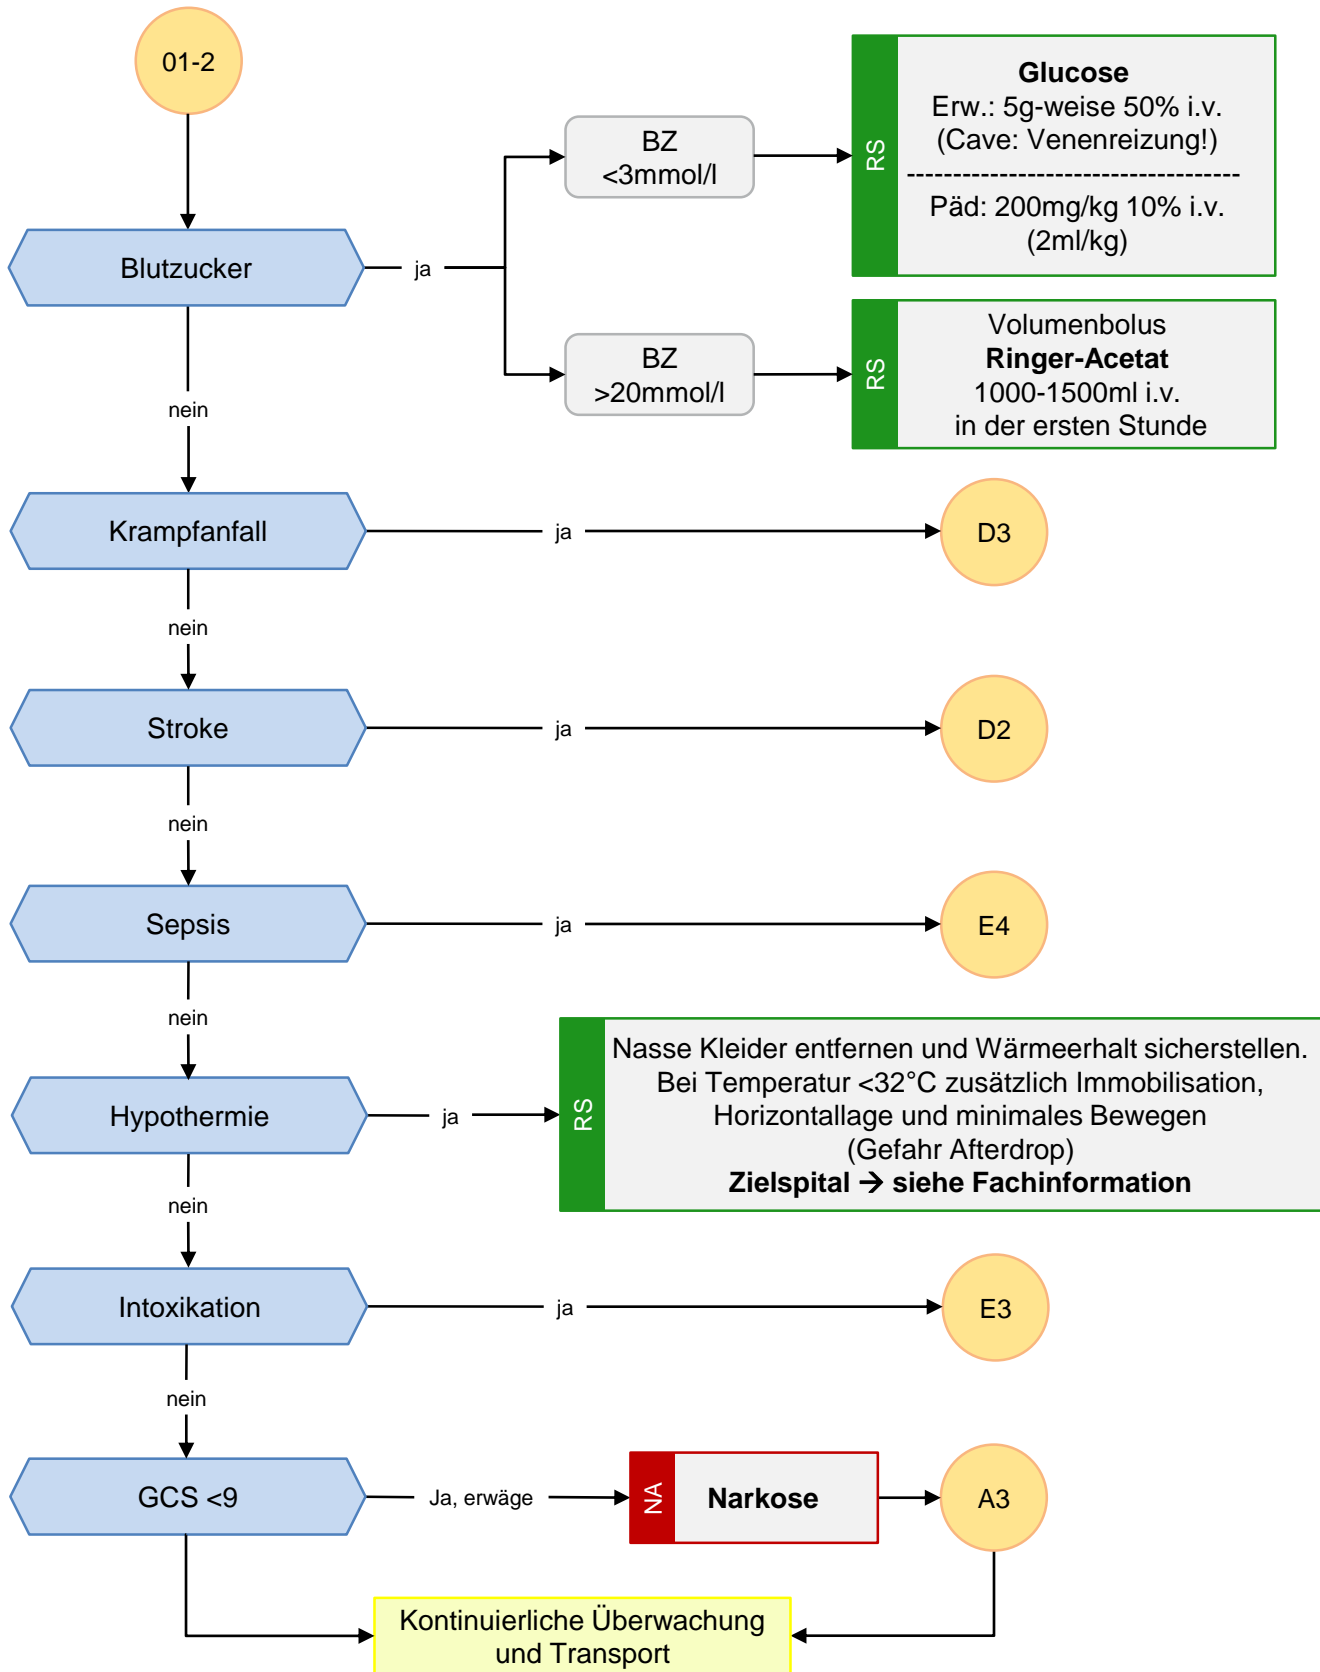 01-2
Blutzucker
ja
BZ
<3mmol/l
RS
Glucose
Erw.: 5g-weise 50% i.v.
(Cave: Venenreizung!)
------------------------------------
Päd: 200mg/kg 10% i.v.
(2ml/kg)
BZ
>20mmol/l
RS
Volumenbolus
Ringer-Acetat
1000-1500ml i.v.
in der ersten Stunde
nein
Krampfanfall
ja
D3
nein
Stroke
ja
D2
nein
Sepsis
ja
E4
nein
Hypothermie
ja
RS
Nasse Kleider entfernen und Wärmeerhalt sicherstellen.
Bei Temperatur <32°C zusätzlich Immobilisation,
Horizontallage und minimales Bewegen
(Gefahr Afterdrop)
Zielspital → siehe Fachinformation
nein
Intoxikation
ja
E3
nein
GCS <9
Ja, erwäge
NA
Narkose
A3
Kontinuierliche Überwachung
und Transport